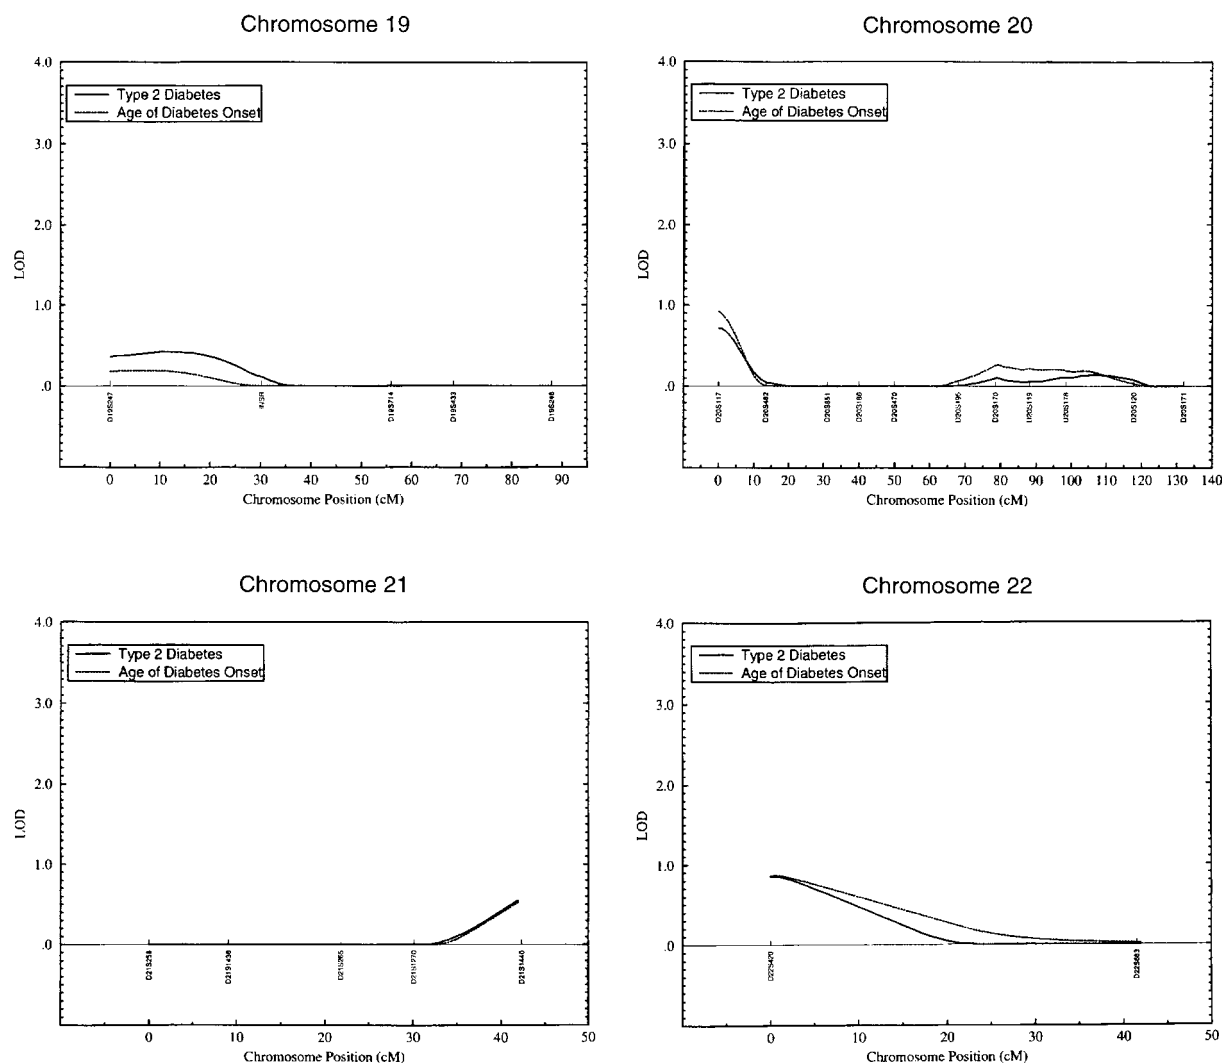 Chromosome 19
4.0
Type 2 Diabetes
Age of Diabetes Onset
3.0
2.0
LOD
1.0
.0
D19S247
INSR
D19S714
D19S433
D19S246
0 10 20 30 40 50 60 70 80 90
Chromosome Position (cM)
Chromosome 20
4.0
Type 2 Diabetes
Age of Diabetes Onset
3.0
2.0
LOD
1.0
.0
D20S117
D20S482
D20S851
D20S470
D20S195
D20S170
D20S119
D20S178
D20S120
D20S171
0 10 20 30 40 50 60 70 80 90 100 110 120 130 140
Chromosome Position (cM)
Chromosome 21
4.0
Type 2 Diabetes
Age of Diabetes Onset
3.0
2.0
LOD
1.0
.0
D21S1270
D21S1446
0 10 20 30 40 50
Chromosome Position (cM)
Chromosome 22
4.0
Type 2 Diabetes
Age of Diabetes Onset
3.0
2.0
LOD
1.0
.0
D22S420
D22S683
0 10 20 30 40 50
Chromosome Position (cM)